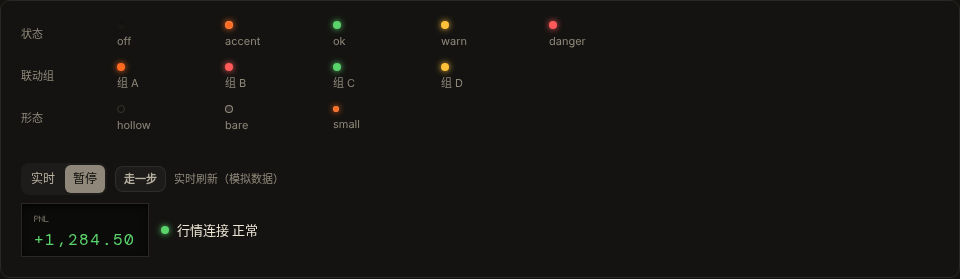 状态
off accent ok warn danger
联动组
组 A 组 B 组 C 组 D
形态
hollow bare small
实时 暂停 走一步 实时刷新（模拟数据）
PNL
+1,284.50
行情连接 正常